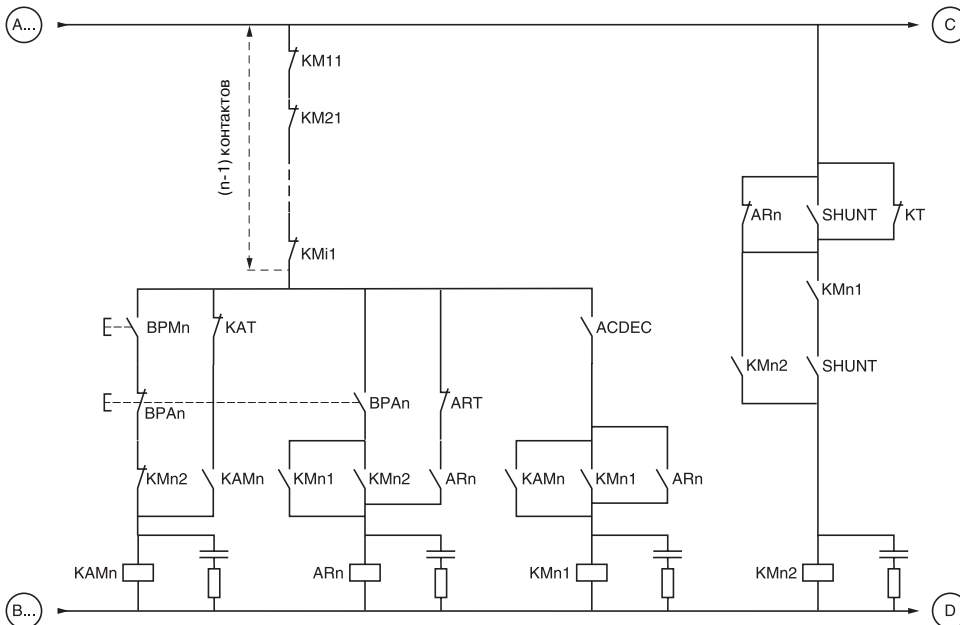 A...
C
KM11
KM21
(n-1) контактов
KMi1
ARn
SHUNT
KT
KMn1
BPMn
KAT
ACDEC
KMn2
SHUNT
BPAn
BPAn
ART
KMn2
KAMn
KMn1
KMn2
ARn
KAMn
KMn1
ARn
KAMn
ARn
KMn1
KMn2
B...
D